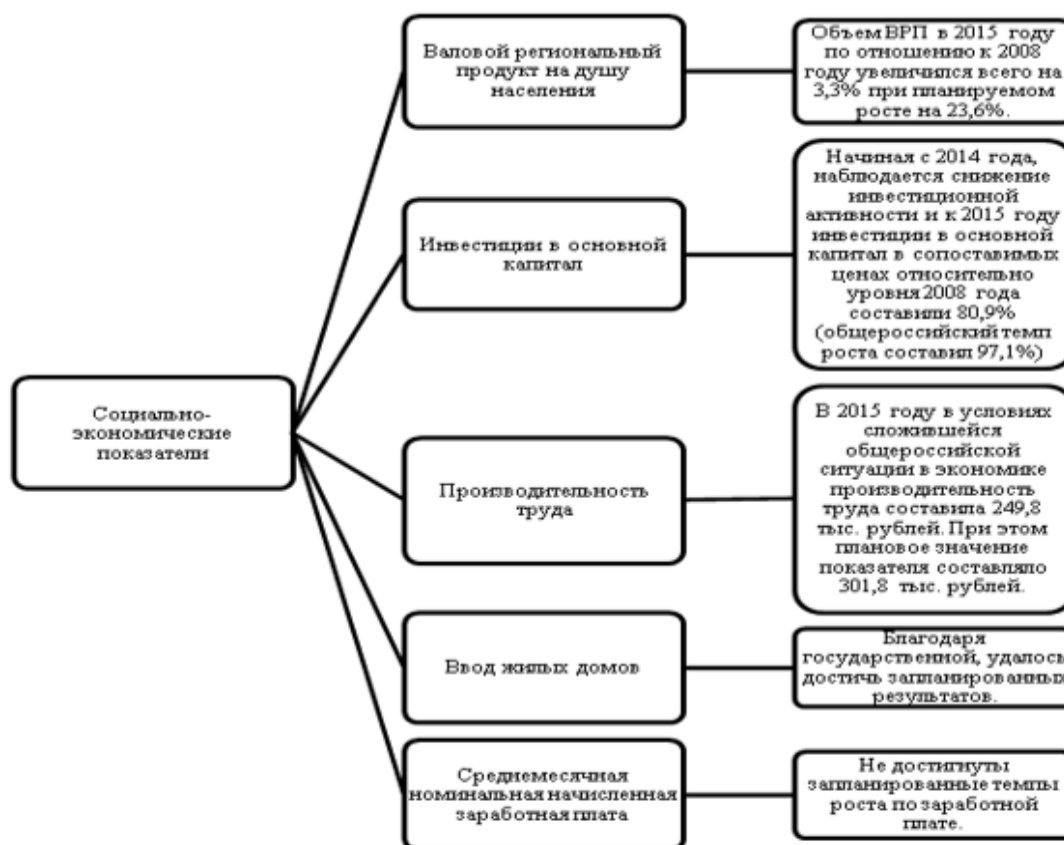 Социально-
экономические
показатели
Валовой региональный
продукт на душу
населения
Объем ВРП в 2015 году
по отношению к 2008
году увеличился всего на
3,3% при планируемом
росте на 23,6%.
Инвестиции в основной
капитал
Начиная с 2014 года,
наблюдается снижение
инвестиционной
активности и к 2015 году
инвестиции в основной
капитал в сопоставимых
ценах относительно
уровня 2008 года
составили 80,9%
(общероссийский темп
роста составил 97,1%)
Производительность
труда
В 2015 году в условиях
сложившейся
общероссийской
ситуации в экономике
производительность
труда составила 249,8
тыс. рублей. При этом
плановое значение
показателя составляло
301,8 тыс. рублей.
Ввод жилых домов
Благодаря
государственной, удалось
достичь запланированных
результатов.
Среднемесячная
номинальная начисленная
заработная плата
Не достигнуты
запланированные темпы
роста по заработной
плате.